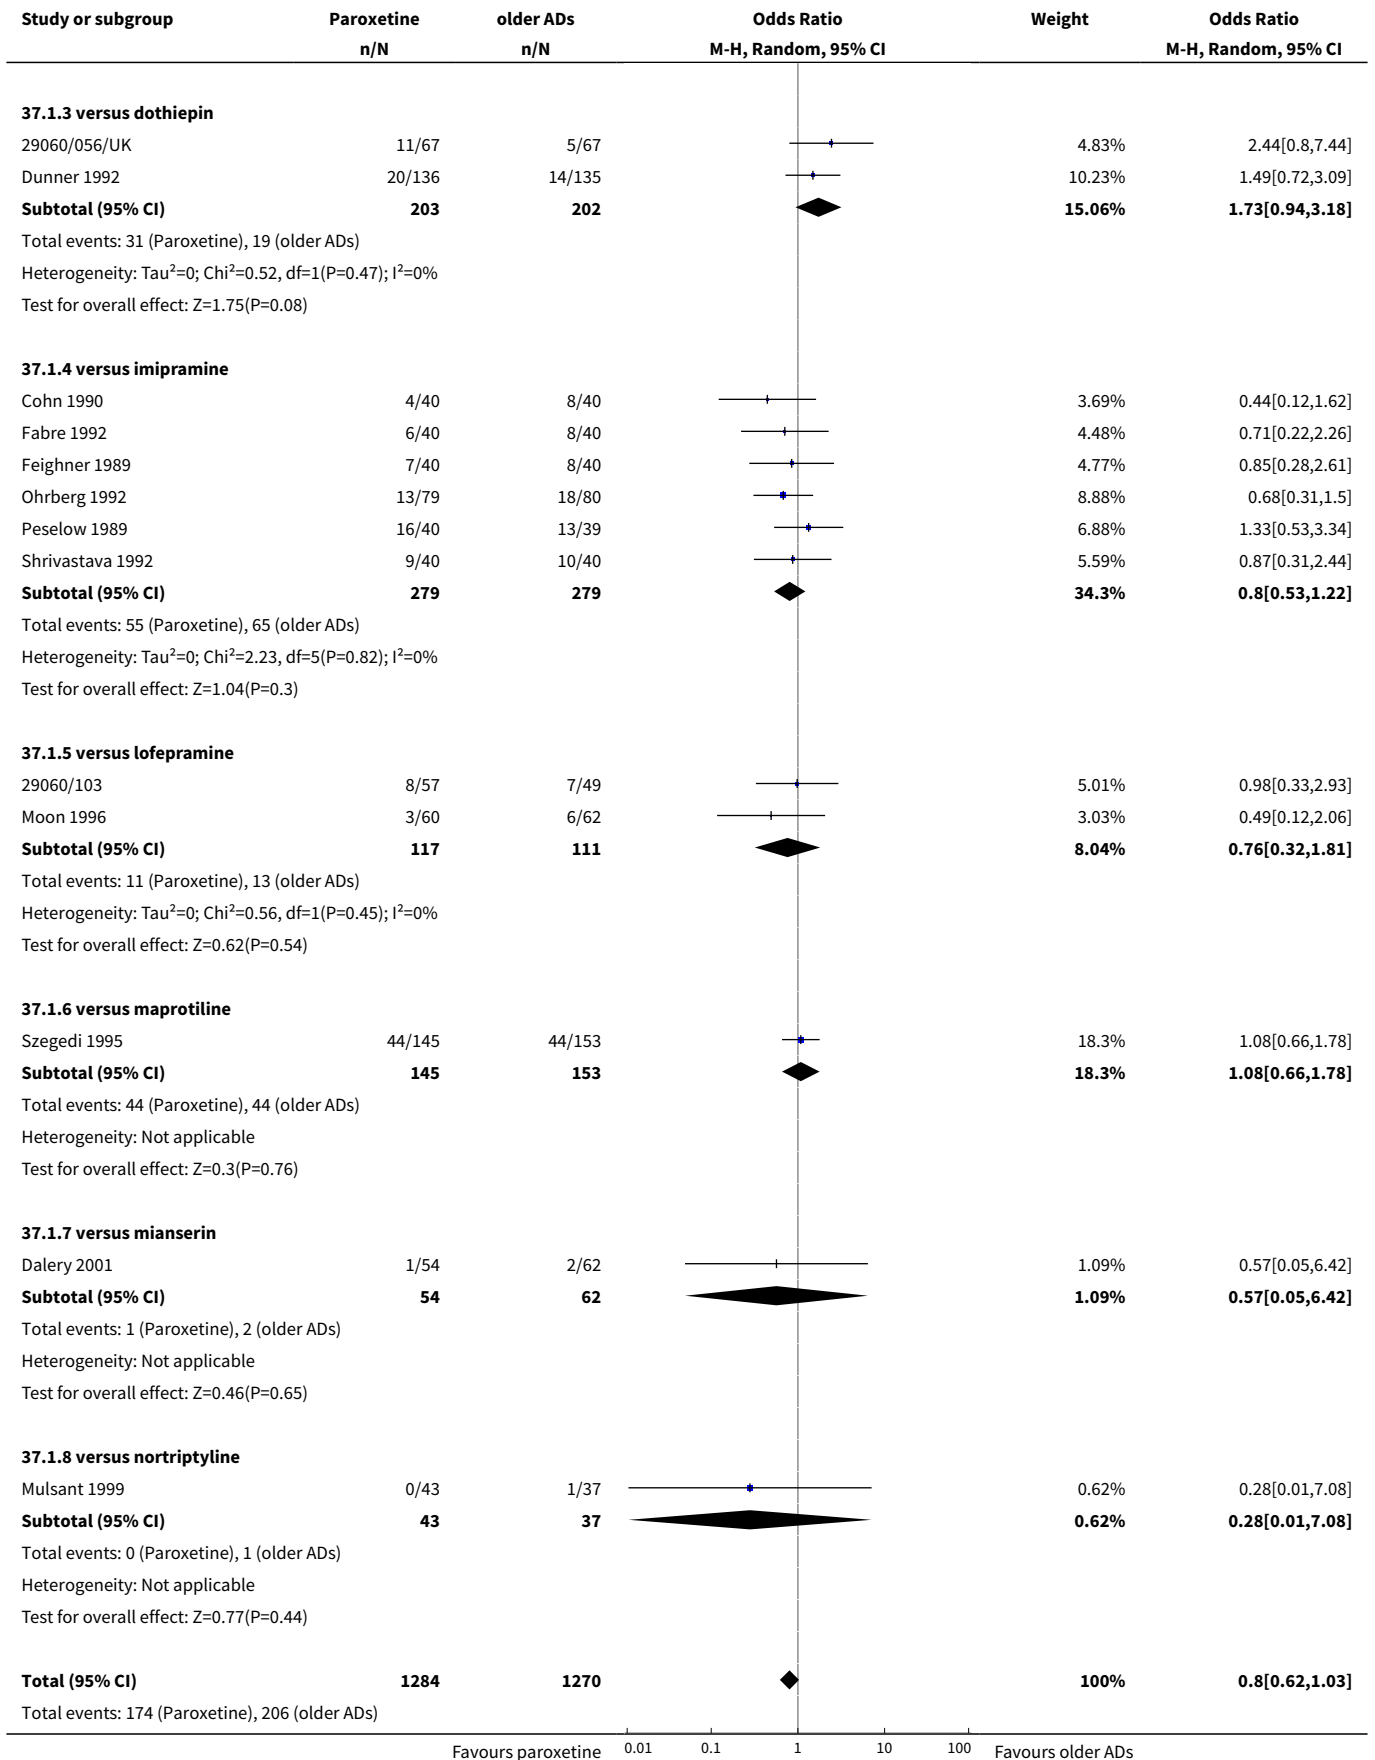 Study or subgroup Paroxetine older ADs Odds Ratio Weight Odds Ratio
n/N n/N M-H, Random, 95% CI M-H, Random, 95% CI
37.1.3 versus dothiepin
29060/056/UK 11/67 5/67 4.83% 2.44[0.8,7.44]
Dunner 1992 20/136 14/135 10.23% 1.49[0.72,3.09]
Subtotal (95% CI) 203 202 15.06% 1.73[0.94,3.18]
Total events: 31 (Paroxetine), 19 (older ADs)
Heterogeneity: Tau²=0; Chi²=0.52, df=1(P=0.47); I²=0%
Test for overall effect: Z=1.75(P=0.08)
37.1.4 versus imipramine
Cohn 1990 4/40 8/40 3.69% 0.44[0.12,1.62]
Fabre 1992 6/40 8/40 4.48% 0.71[0.22,2.26]
Feighner 1989 7/40 8/40 4.77% 0.85[0.28,2.61]
Ohrberg 1992 13/79 18/80 8.88% 0.68[0.31,1.5]
Peselow 1989 16/40 13/39 6.88% 1.33[0.53,3.34]
Shrivastava 1992 9/40 10/40 5.59% 0.87[0.31,2.44]
Subtotal (95% CI) 279 279 34.3% 0.8[0.53,1.22]
Total events: 55 (Paroxetine), 65 (older ADs)
Heterogeneity: Tau²=0; Chi²=2.23, df=5(P=0.82); I²=0%
Test for overall effect: Z=1.04(P=0.3)
37.1.5 versus lofepramine
29060/103 8/57 7/49 5.01% 0.98[0.33,2.93]
Moon 1996 3/60 6/62 3.03% 0.49[0.12,2.06]
Subtotal (95% CI) 117 111 8.04% 0.76[0.32,1.81]
Total events: 11 (Paroxetine), 13 (older ADs)
Heterogeneity: Tau²=0; Chi²=0.56, df=1(P=0.45); I²=0%
Test for overall effect: Z=0.62(P=0.54)
37.1.6 versus maprotiline
Szegedi 1995 44/145 44/153 18.3% 1.08[0.66,1.78]
Subtotal (95% CI) 145 153 18.3% 1.08[0.66,1.78]
Total events: 44 (Paroxetine), 44 (older ADs)
Heterogeneity: Not applicable
Test for overall effect: Z=0.3(P=0.76)
37.1.7 versus mianserin
Dalery 2001 1/54 2/62 1.09% 0.57[0.05,6.42]
Subtotal (95% CI) 54 62 1.09% 0.57[0.05,6.42]
Total events: 1 (Paroxetine), 2 (older ADs)
Heterogeneity: Not applicable
Test for overall effect: Z=0.46(P=0.65)
37.1.8 versus nortriptyline
Mulsant 1999 0/43 1/37 0.62% 0.28[0.01,7.08]
Subtotal (95% CI) 43 37 0.62% 0.28[0.01,7.08]
Total events: 0 (Paroxetine), 1 (older ADs)
Heterogeneity: Not applicable
Test for overall effect: Z=0.77(P=0.44)
Total (95% CI) 1284 1270 100% 0.8[0.62,1.03]
Total events: 174 (Paroxetine), 206 (older ADs)
Favours paroxetine 0.01 0.1 1 10 100 Favours older ADs